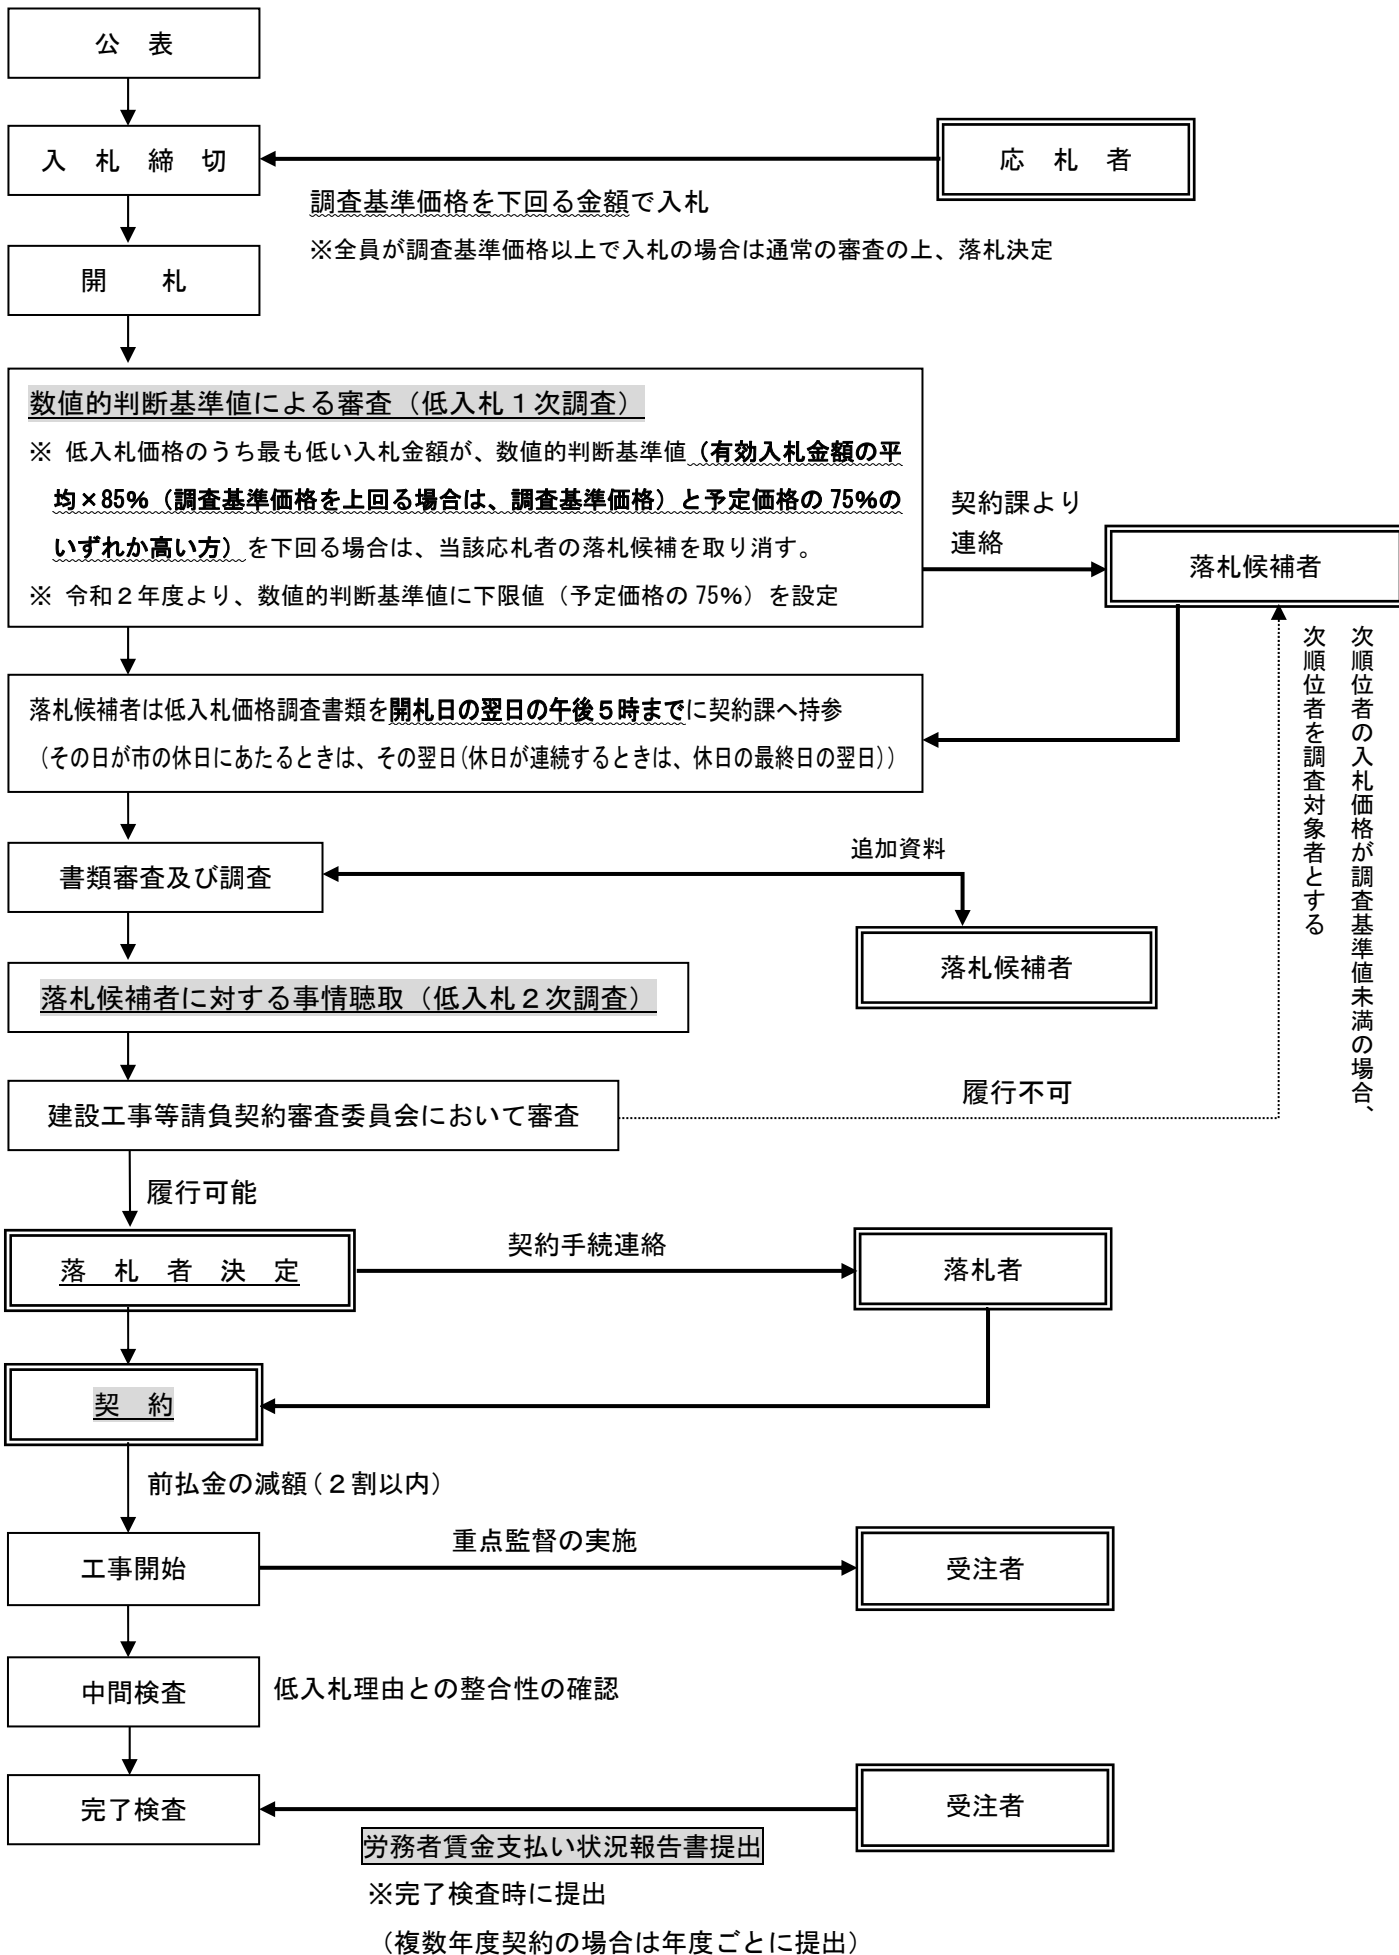 公　表
入　札　締　切
応　札　者
調査基準価格を下回る金額で入札
※全員が調査基準価格以上で入札の場合は通常の審査の上、落札決定
開　　札
数値的判断基準値による審査（低入札１次調査）
※ 低入札価格のうち最も低い入札金額が、数値的判断基準値（有効入札金額の平
均×85%（調査基準価格を上回る場合は、調査基準価格）と予定価格の 75%の
いずれか高い方）を下回る場合は、当該応札者の落札候補を取り消す。
※ 令和２年度より、数値的判断基準値に下限値（予定価格の 75%）を設定
契約課より
連絡
落札候補者
次順位者の入札価格が調査基準値未満の場合、
次順位者を調査対象者とする
落札候補者は低入札価格調査書類を開札日の翌日の午後５時までに契約課へ持参
（その日が市の休日にあたるときは、その翌日(休日が連続するときは、休日の最終日の翌日)）
書類審査及び調査
追加資料
落札候補者
落札候補者に対する事情聴取（低入札２次調査）
建設工事等請負契約審査委員会において審査
履行不可
履行可能
落　札　者　決　定
契約手続連絡
落札者
契　約
前払金の減額(２割以内)
工事開始
重点監督の実施
受注者
中間検査
低入札理由との整合性の確認
完了検査
受注者
労務者賃金支払い状況報告書提出
※完了検査時に提出
（複数年度契約の場合は年度ごとに提出）